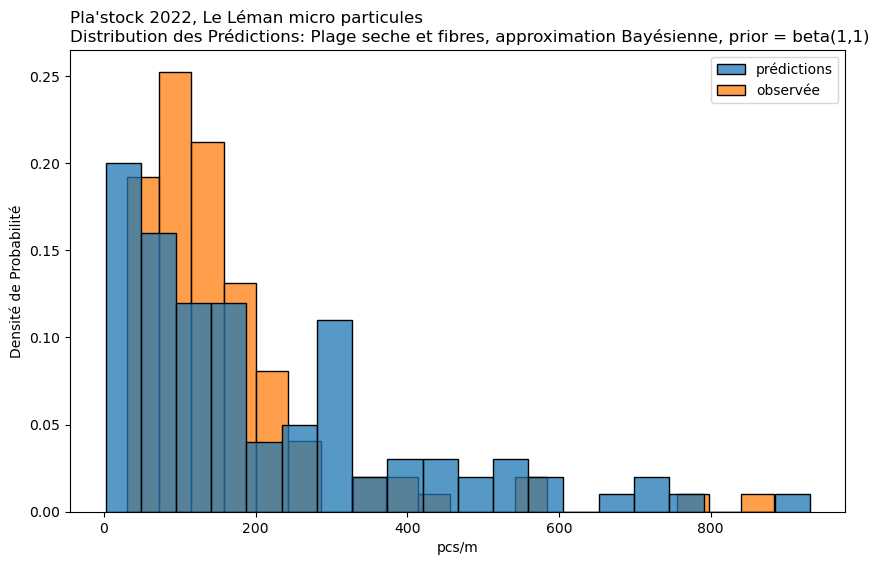 Pla'stock 2022, Le Léman micro particules
Distribution des Prédictions: Plage seche et fibres, approximation Bayésienne, prior = beta(1,1)
prédictions
observée
Densité de Probabilité
0.25
0.20
0.15
0.10
0.05
0.00
0 200 400 600 800
pcs/m